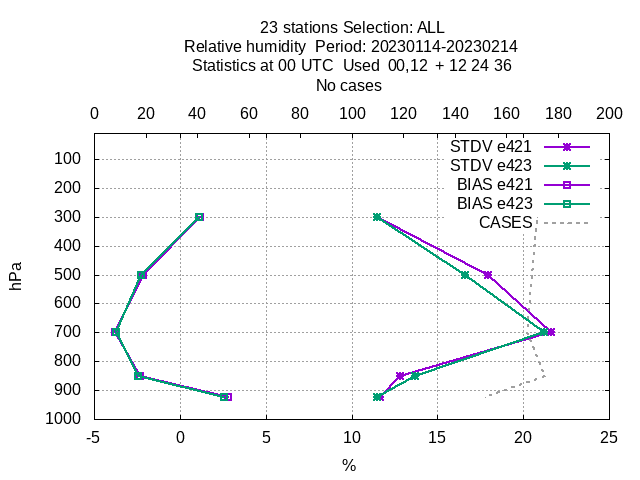 23 stations Selection: ALL
Relative humidity  Period: 20230114-20230214
Statistics at 00 UTC  Used  00,12  + 12 24 36
No cases
0 20 40 60 80 100 120 140 160 180 200
STDV e421
STDV e423
BIAS e421
BIAS e423
CASES
100
200
300
400
500
600
700
800
900
1000
hPa
-5 0 5 10 15 20 25
%